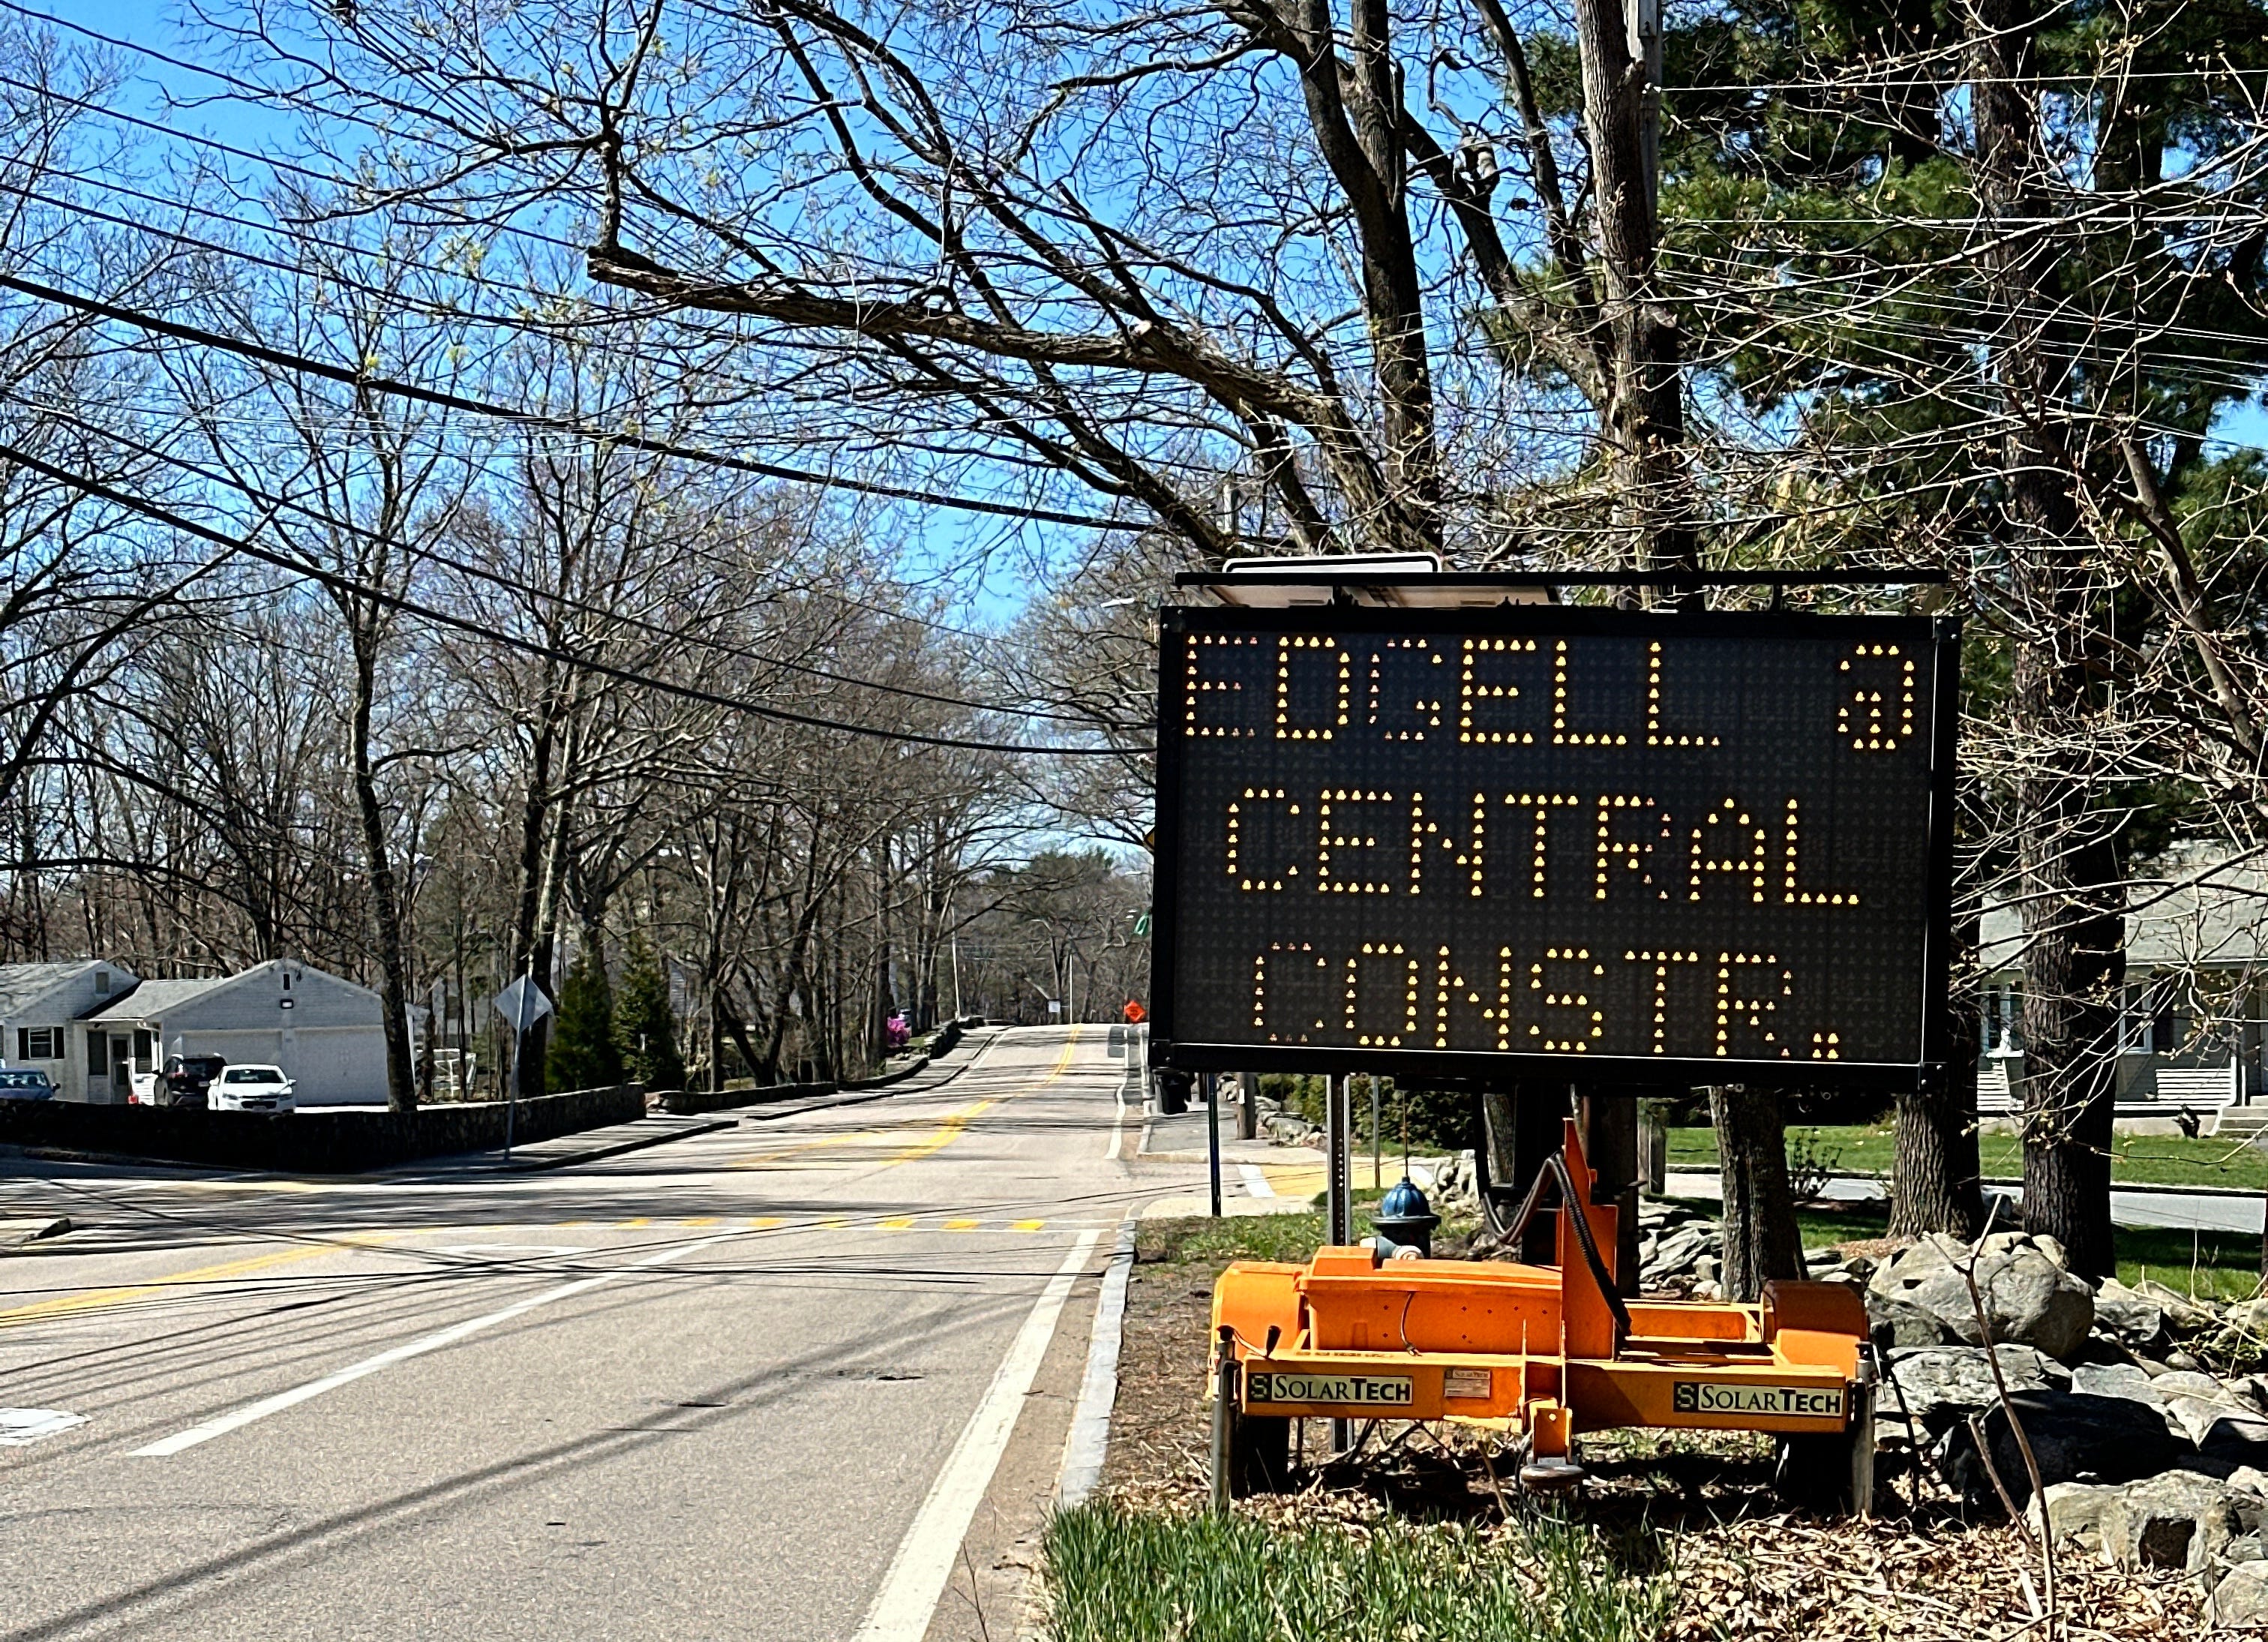 EDGELL @
CENTRAL
CONSTR.
SOLARTECH
SOLARTECH